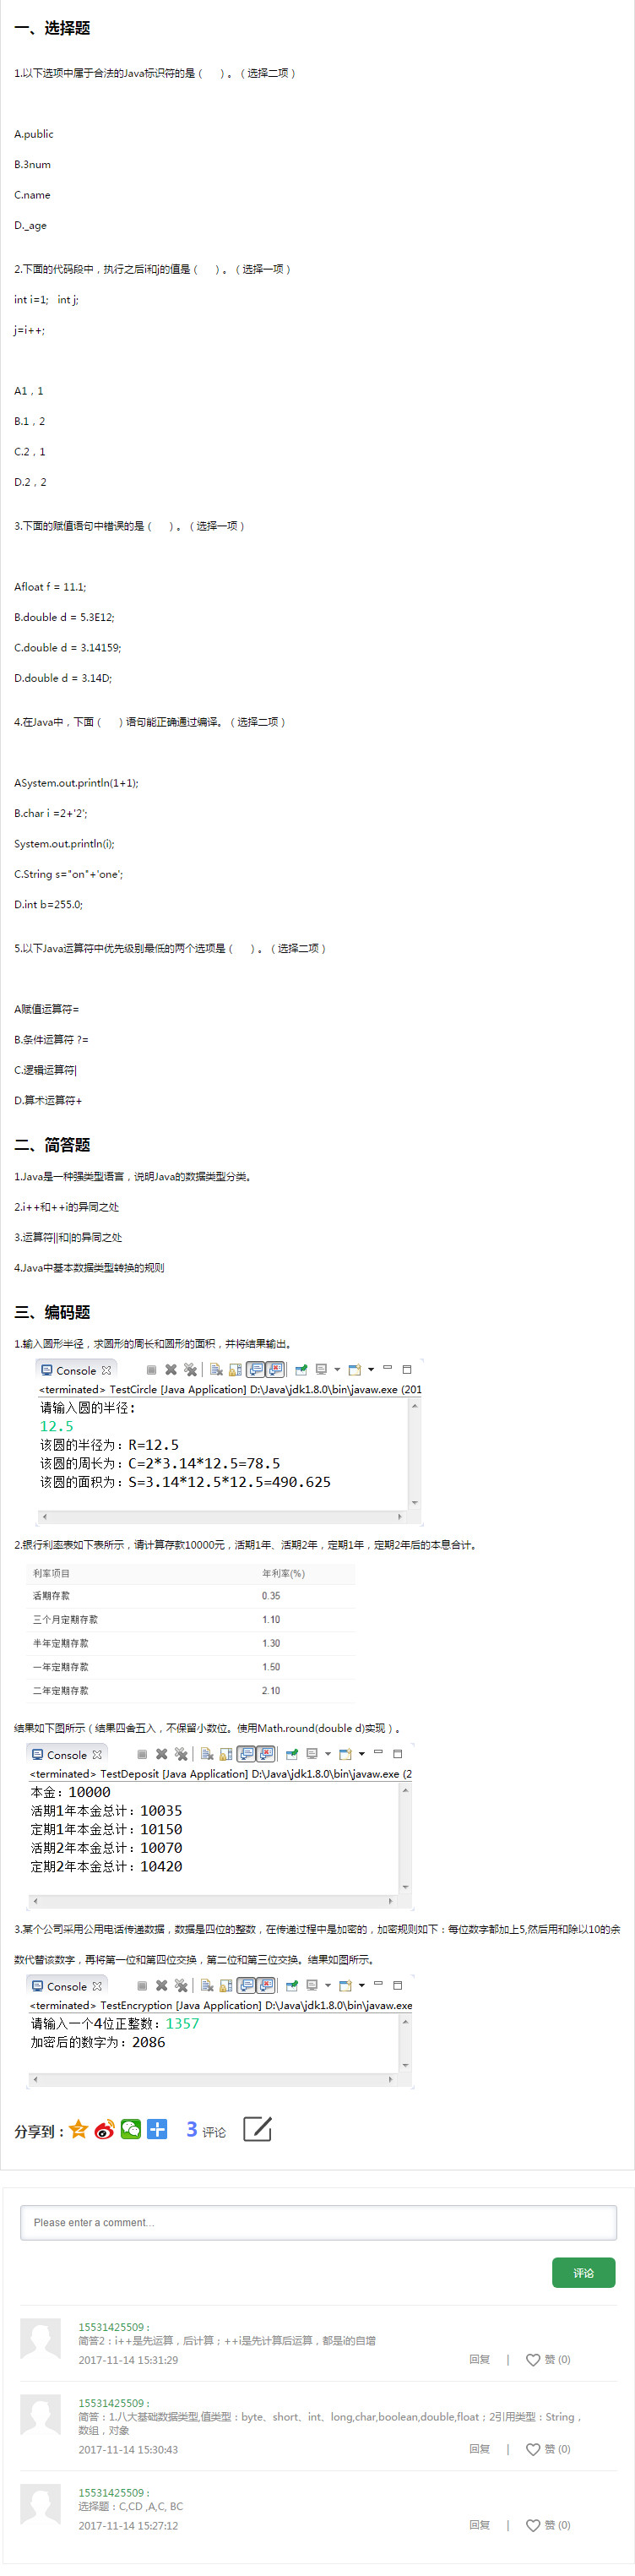 一、选择题
1.以下选项中属于合法的Java标识符的是（ ）。（选择二项）
A.public
B.3num
C.name
D._age
2.下面的代码段中，执行之后i和j的值是（ ）。（选择一项）
int i=1; int j;
j=i++;
A1，1
B.1，2
C.2，1
D.2，2
3.下面的赋值语句中错误的是（ ）。（选择一项）
Afloat f = 11.1;
B.double d = 5.3E12;
C.double d = 3.14159;
D.double d = 3.14D;
4.在Java中，下面（ ）语句能正确通过编译。（选择二项）
ASystem.out.println(1+1);
B.char i =2+'2';
System.out.println(i);
C.String s="on"+'one';
D.int b=255.0;
5.以下Java运算符中优先级别最低的两个选项是（ ）。（选择二项）
A赋值运算符=
B.条件运算符 ?=
C.逻辑运算符|
D.算术运算符+
二、简答题
1.Java是一种强类型语言，说明Java的数据类型分类。
2.i++和++i的异同之处
3.运算符||和|的异同之处
4.Java中基本数据类型转换的规则
三、编码题
1.输入圆形半径，求圆形的周长和圆形的面积，并将结果输出。
Console
<terminated> TestCircle [Java Application] D:\Java\jdk1.8.0\bin\javaw.exe (201
请输入圆的半径:
12.5
该圆的半径为：R=12.5
该圆的周长为：C=2*3.14*12.5=78.5
该圆的面积为：S=3.14*12.5*12.5=490.625
2.银行利率表如下表所示，请计算存款10000元，活期1年、活期2年，定期1年，定期2年后的本息合计。
利率项目 年利率(%)
活期存款 0.35
三个月定期存款 1.10
半年定期存款 1.30
一年定期存款 1.50
二年定期存款 2.10
结果如下图所示（结果四舍五入，不保留小数位。使用Math.round(double d)实现）。
Console
<terminated> TestDeposit [Java Application] D:\Java\jdk1.8.0\bin\javaw.exe (2
本金：10000
活期1年本金总计：10035
定期1年本金总计：10150
活期2年本金总计：10070
定期2年本金总计：10420
3.某个公司采用公用电话传递数据，数据是四位的整数，在传递过程中是加密的，加密规则如下：每位数字都加上5,然后用和除以10的余
数代替该数字，再将第一位和第四位交换，第二位和第三位交换。结果如图所示。
Console
<terminated> TestEncryption [Java Application] D:\Java\jdk1.8.0\bin\javaw.exe
请输入一个4位正整数：1357
加密后的数字为：2086
分享到： 3 评论
Please enter a comment...
评论
15531425509 :
简答2：i++是先运算，后计算；++i是先计算后运算，都是i的自增
2017-11-14 15:31:29 回复 | 赞 (0)
15531425509 :
简答：1.八大基础数据类型,值类型：byte、short、int、long,char,boolean,double,float；2引用类型：String，
数组，对象
2017-11-14 15:30:43 回复 | 赞 (0)
15531425509 :
选择题：C,CD ,A,C, BC
2017-11-14 15:27:12 回复 | 赞 (0)